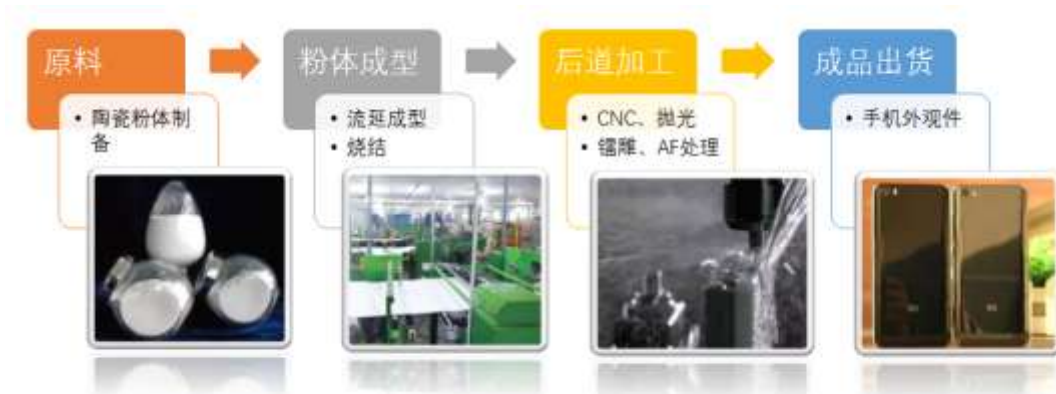 原料
粉体成型
后道加工
成品出货
• 陶瓷粉体制
备
• 流延成型
• 烧结
• CNC、抛光
• 镭雕、AF处理
• 手机外观件